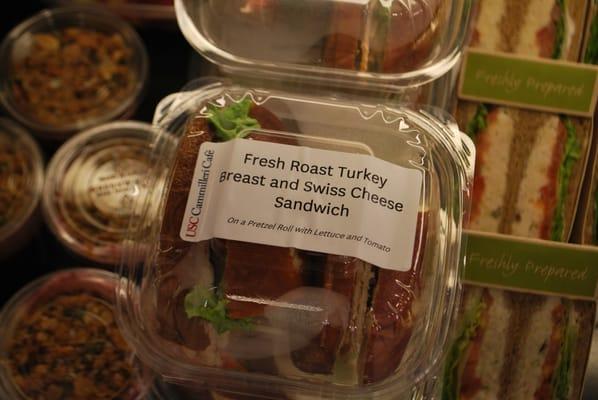 USC Cammilleri Café
Fresh Roast Turkey
Breast and Swiss Cheese
Sandwich
On a Pretzel Roll with Lettuce and Tomato
Freshly Prepared
Freshly Prepared